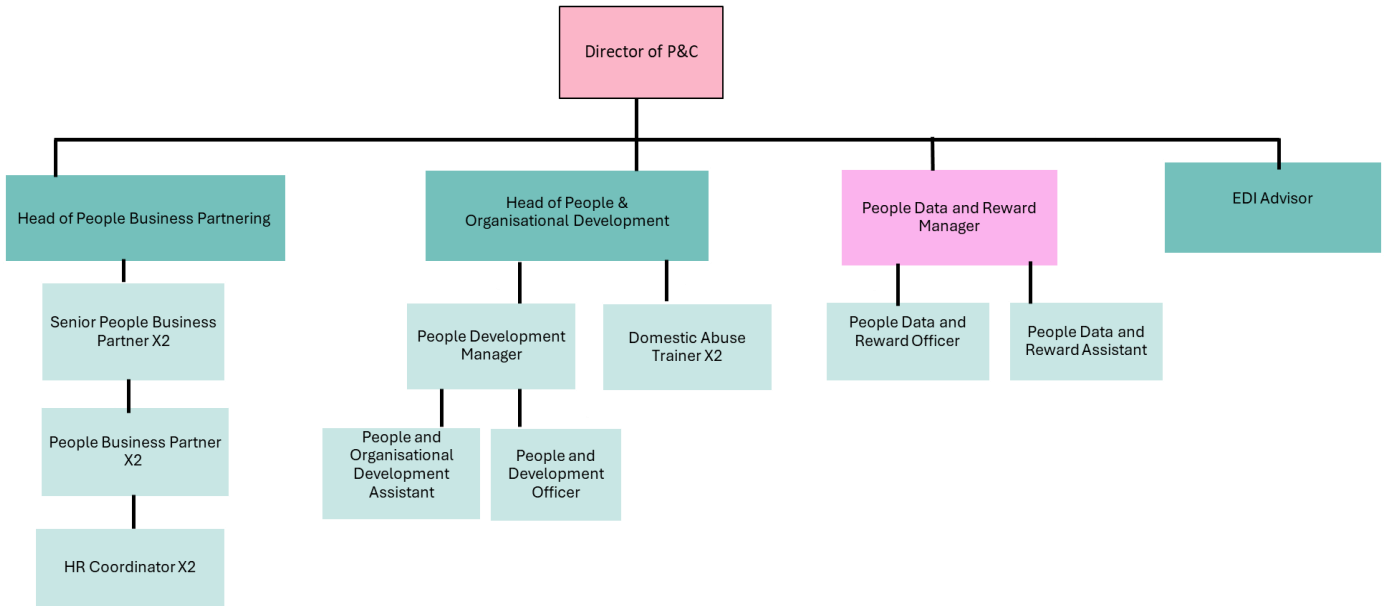 Director of P&C
Head of People Business Partnering
Head of People &
Organisational Development
People Data and Reward
Manager
EDI Advisor
Senior People Business
Partner X2
People Development
Manager
Domestic Abuse
Trainer X2
People Data and
Reward Officer
People Data and
Reward Assistant
People Business Partner
X2
People and
Organisational
Development
Assistant
People and
Development
Officer
HR Coordinator X2